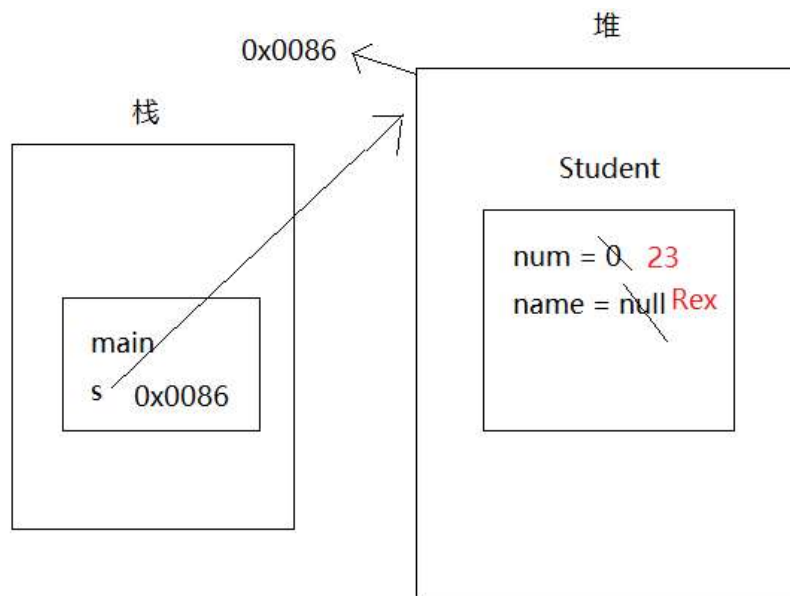 栈
main
s 0x0086
0x0086
堆
Student
num = 0 23
name = null Rex